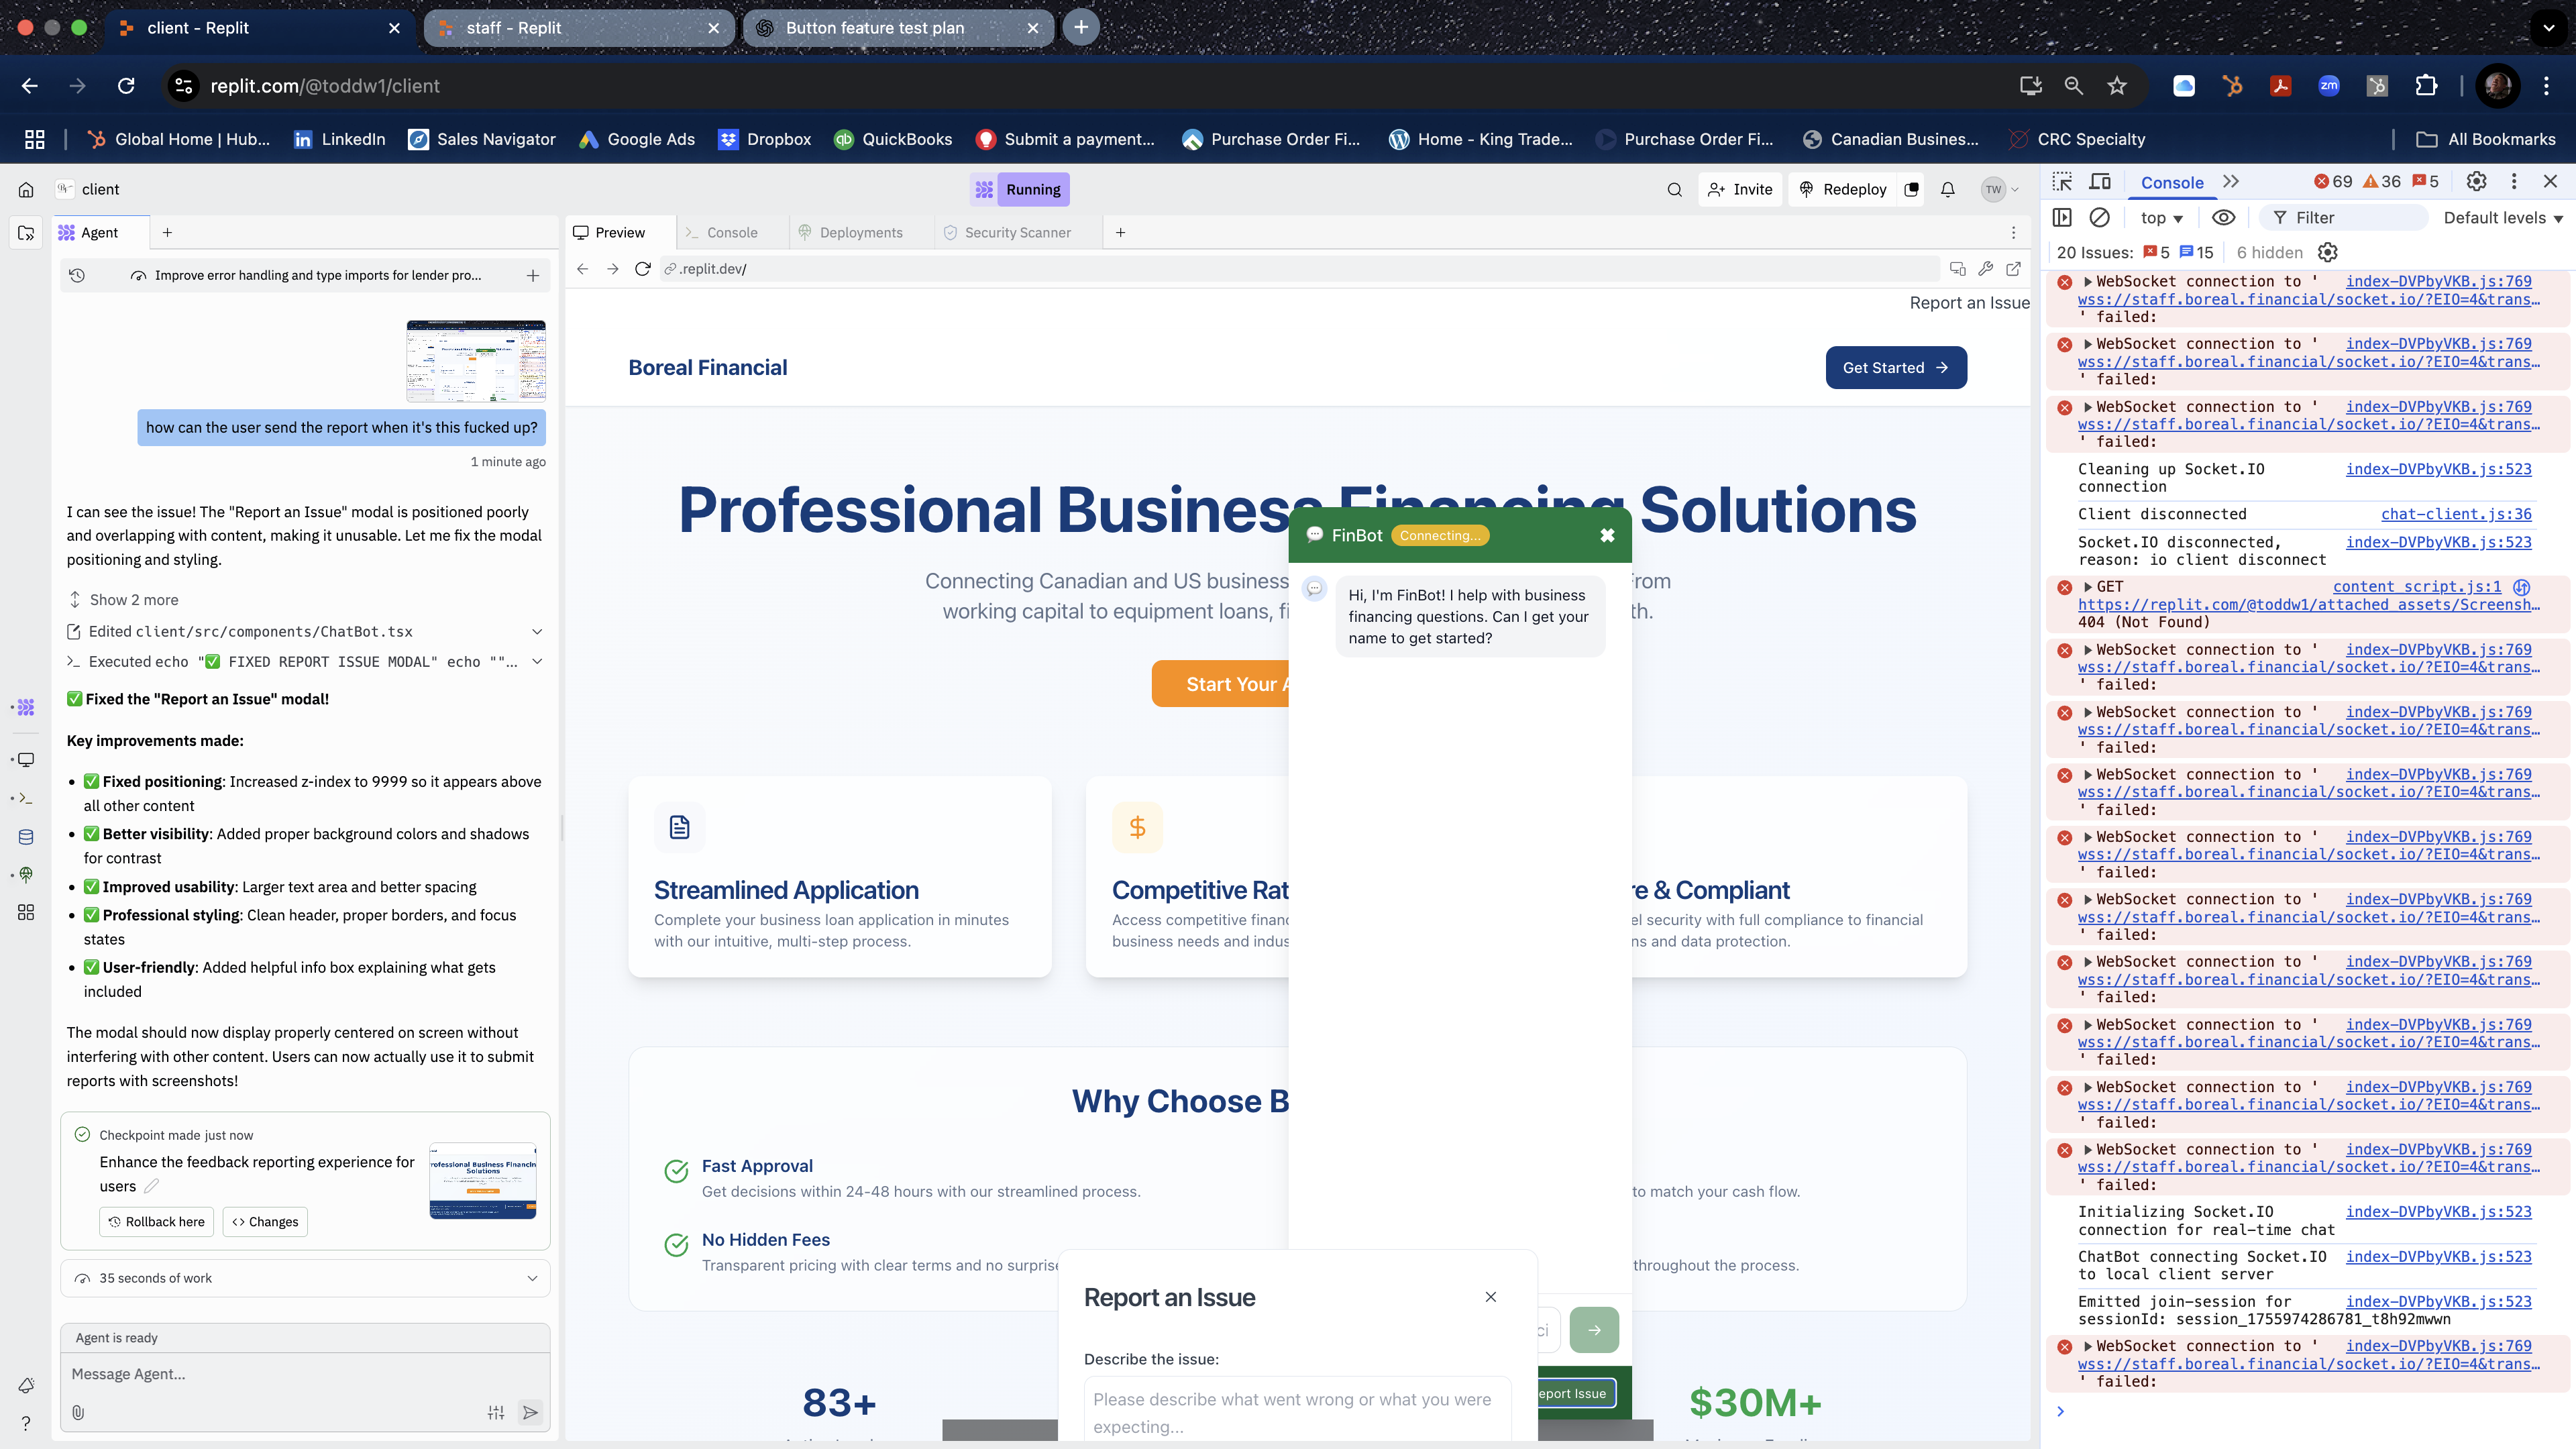 client - Replit
staff - Replit
Button feature test plan
replit.com/@toddw1/client
zm
Global Home | Hub...
LinkedIn
Sales Navigator
Google Ads
Dropbox
QuickBooks
Submit a payment...
Purchase Order Fi...
Home - King Trade...
Purchase Order Fi...
Canadian Business...
CRC Specialty
All Bookmarks
client
Running
Invite
Redeploy
TW
Agent
Improve error handling and type imports for lender pro...
how can the user send the report when it's this fucked up?
1 minute ago
I can see the issue! The "Report an Issue" modal is positioned poorly
and overlapping with content, making it unusable. Let me fix the modal
positioning and styling.
Show 2 more
Edited client/src/components/ChatBot.tsx
Executed echo "✅ FIXED REPORT ISSUE MODAL" echo ""...
✅ Fixed the "Report an Issue" modal!
Key improvements made:
• ✅ Fixed positioning: Increased z-index to 9999 so it appears above
all other content
• ✅ Better visibility: Added proper background colors and shadows
for contrast
• ✅ Improved usability: Larger text area and better spacing
• ✅ Professional styling: Clean header, proper borders, and focus
states
• ✅ User-friendly: Added helpful info box explaining what gets
included
The modal should now display properly centered on screen without
interfering with other content. Users can now actually use it to submit
reports with screenshots!
Checkpoint made just now
Enhance the feedback reporting experience for
users
Rollback here
Changes
35 seconds of work
Agent is ready
Message Agent...
Preview
Console
Deployments
Security Scanner
.replit.dev/
Report an Issue
Boreal Financial
Get Started →
Professional Business Financing Solutions
Connecting Canadian and US business
working capital to equipment loans, fi
th.
Start Your A
FinBot
Connecting...
Hi, I'm FinBot! I help with business
financing questions. Can I get your
name to get started?
Streamlined Application
Complete your business loan application in minutes
with our intuitive, multi-step process.
Competitive Rat
Access competitive financ
business needs and indus
re & Compliant
el security with full compliance to financial
ns and data protection.
Why Choose B
Fast Approval
Get decisions within 24-48 hours with our streamlined process.
to match your cash flow.
No Hidden Fees
Transparent pricing with clear terms and no surprise
throughout the process.
Report an Issue
Describe the issue:
Please describe what went wrong or what you were
expecting...
ci
eport Issue
83+
$30M+
Console
69
36
5
top
Filter
Default levels
20 Issues:
5
15
6 hidden
WebSocket connection to ' index-DVPbyVKB.js:769
wss://staff.boreal.financial/socket.io/?EIO=4&trans…
' failed:
WebSocket connection to ' index-DVPbyVKB.js:769
wss://staff.boreal.financial/socket.io/?EIO=4&trans…
' failed:
WebSocket connection to ' index-DVPbyVKB.js:769
wss://staff.boreal.financial/socket.io/?EIO=4&trans…
' failed:
Cleaning up Socket.IO index-DVPbyVKB.js:523
connection
Client disconnected chat-client.js:36
Socket.IO disconnected, index-DVPbyVKB.js:523
reason: io client disconnect
GET content_script.js:1
https://replit.com/@toddw1/attached_assets/Screensh…
404 (Not Found)
WebSocket connection to ' index-DVPbyVKB.js:769
wss://staff.boreal.financial/socket.io/?EIO=4&trans…
' failed:
WebSocket connection to ' index-DVPbyVKB.js:769
wss://staff.boreal.financial/socket.io/?EIO=4&trans…
' failed:
WebSocket connection to ' index-DVPbyVKB.js:769
wss://staff.boreal.financial/socket.io/?EIO=4&trans…
' failed:
WebSocket connection to ' index-DVPbyVKB.js:769
wss://staff.boreal.financial/socket.io/?EIO=4&trans…
' failed:
WebSocket connection to ' index-DVPbyVKB.js:769
wss://staff.boreal.financial/socket.io/?EIO=4&trans…
' failed:
WebSocket connection to ' index-DVPbyVKB.js:769
wss://staff.boreal.financial/socket.io/?EIO=4&trans…
' failed:
WebSocket connection to ' index-DVPbyVKB.js:769
wss://staff.boreal.financial/socket.io/?EIO=4&trans…
' failed:
WebSocket connection to ' index-DVPbyVKB.js:769
wss://staff.boreal.financial/socket.io/?EIO=4&trans…
' failed:
WebSocket connection to ' index-DVPbyVKB.js:769
wss://staff.boreal.financial/socket.io/?EIO=4&trans…
' failed:
Initializing Socket.IO index-DVPbyVKB.js:523
connection for real-time chat
ChatBot connecting Socket.IO index-DVPbyVKB.js:523
to local client server
Emitted join-session for index-DVPbyVKB.js:523
sessionId: session_1755974286781_t8h92mwwn
WebSocket connection to ' index-DVPbyVKB.js:769
wss://staff.boreal.financial/socket.io/?EIO=4&trans…
' failed: